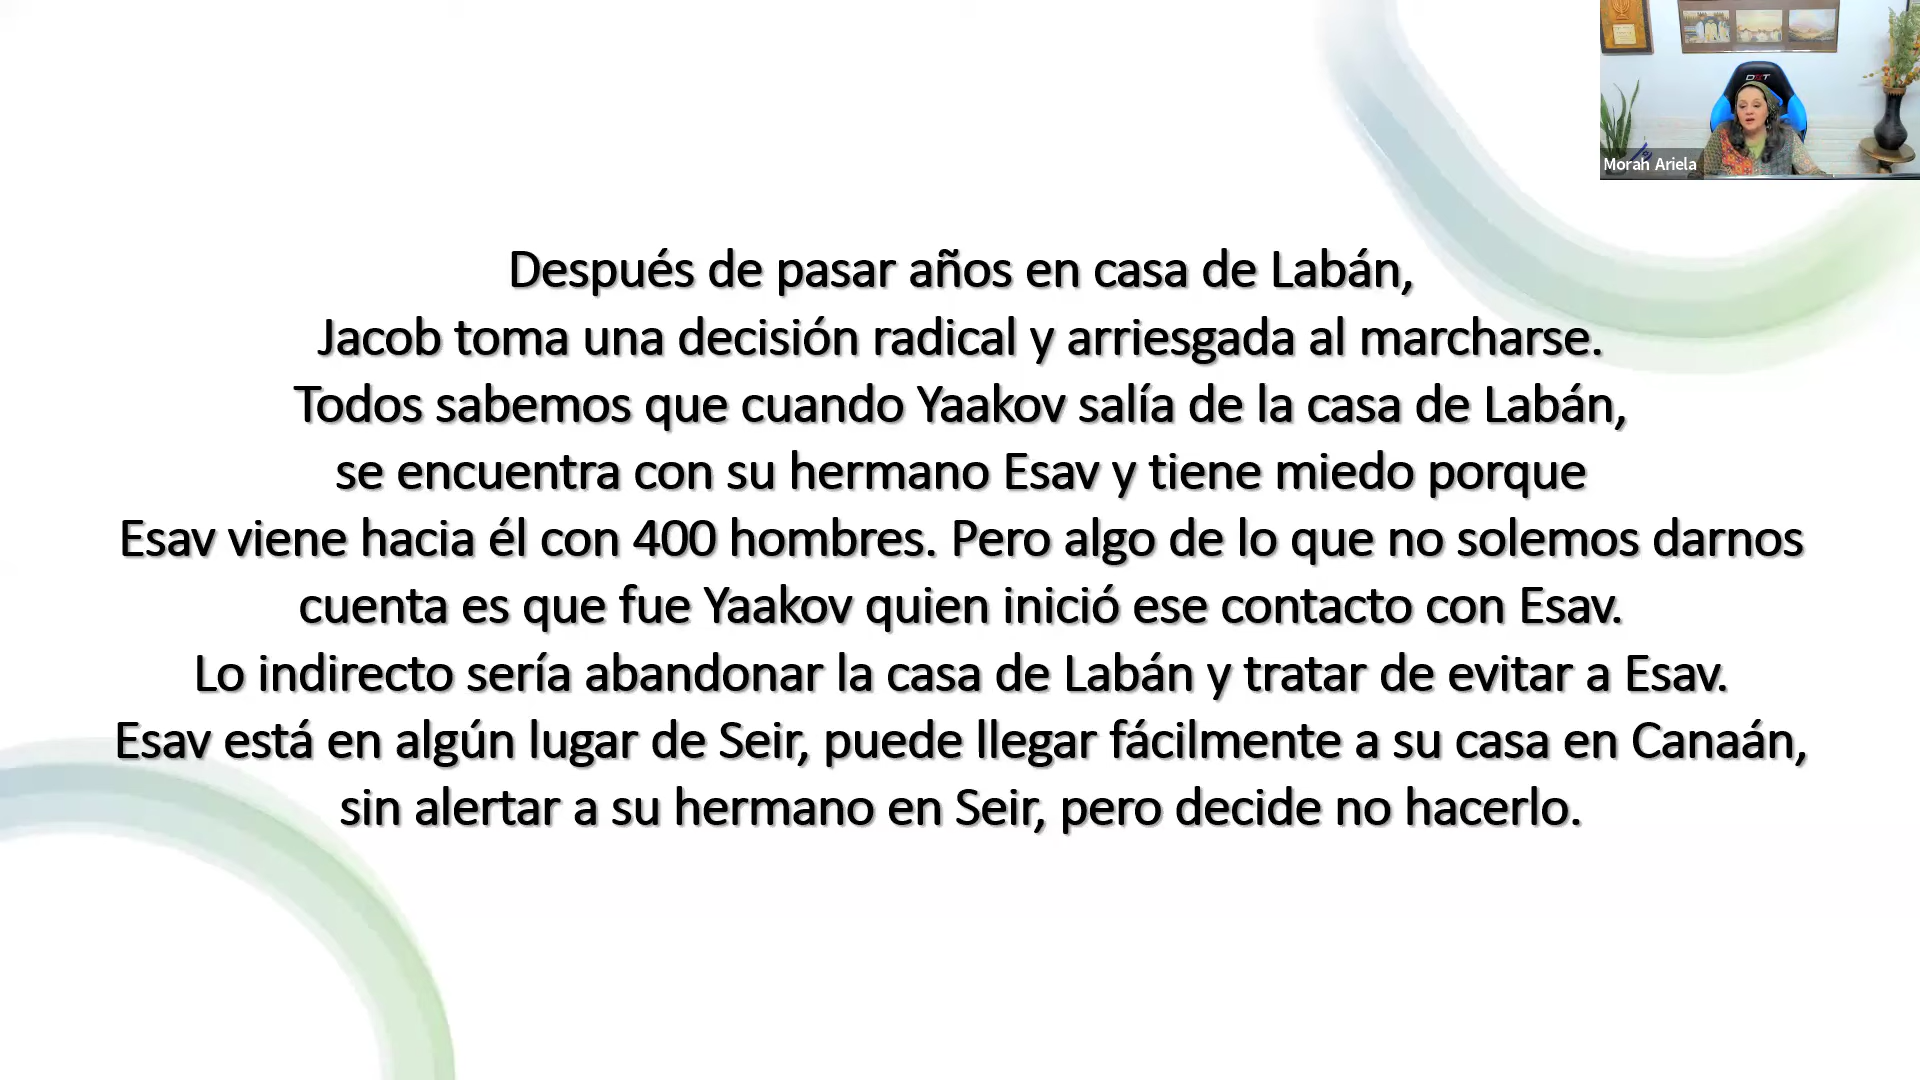 Después de pasar años en casa de Labán,
Jacob toma una decisión radical y arriesgada al marcharse.
Todos sabemos que cuando Yaakov salía de la casa de Labán,
se encuentra con su hermano Esav y tiene miedo porque
Esav viene hacia él con 400 hombres. Pero algo de lo que no solemos darnos
cuenta es que fue Yaakov quien inició ese contacto con Esav.
Lo indirecto sería abandonar la casa de Labán y tratar de evitar a Esav.
Esav está en algún lugar de Seir, puede llegar fácilmente a su casa en Canaán,
sin alertar a su hermano en Seir, pero decide no hacerlo.
Morah Ariela